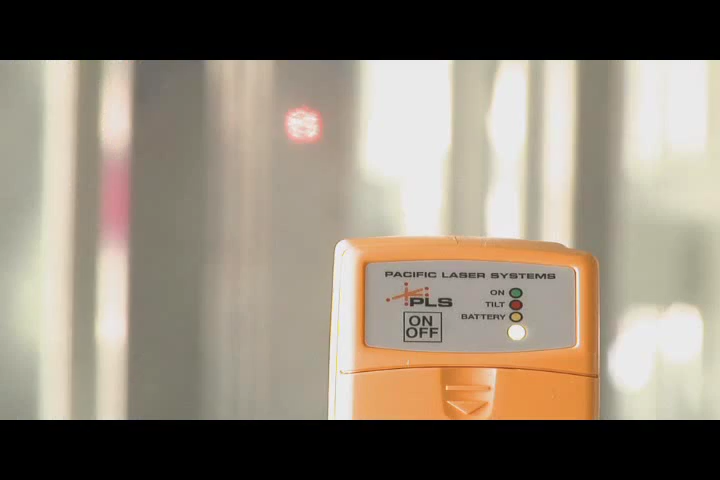 PACIFIC LASER SYSTEMS
PLS
ON
TILT
BATTERY
ON
OFF